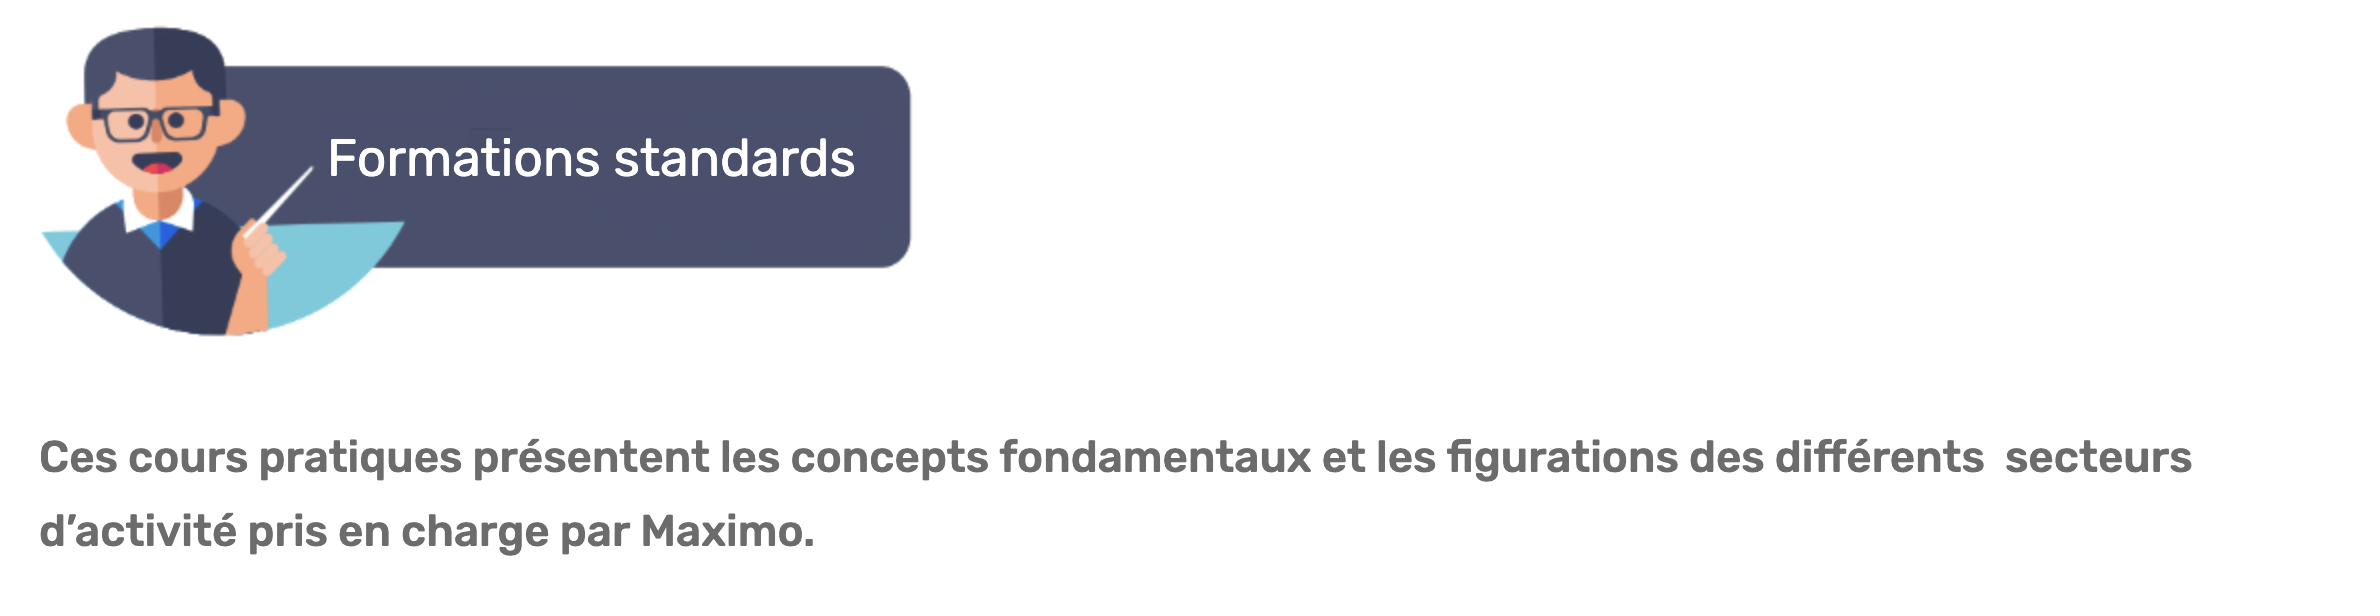 Formations standards
Ces cours pratiques présentent les concepts fondamentaux et les figurations des différents  secteurs
d’activité pris en charge par Maximo.